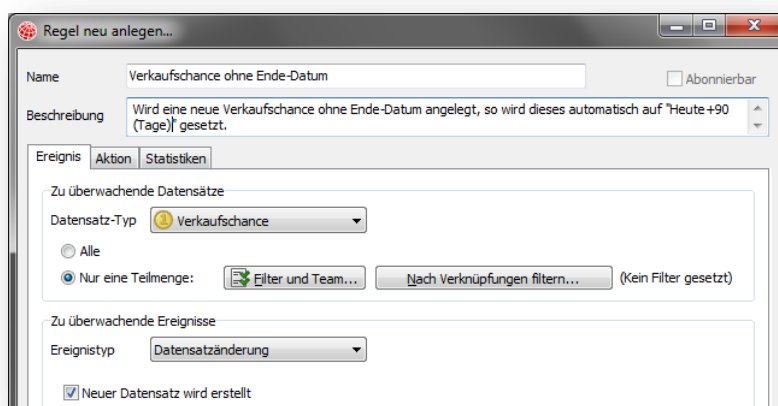 Regel neu anlegen...
Name
Verkaufschance ohne Ende-Datum
Abonnierbar
Beschreibung
Wird eine neue Verkaufschance ohne Ende-Datum angelegt, so wird dieses automatisch auf "Heute+90
(Tage)" gesetzt.
Ereignis Aktion Statistiken
Zu überwachende Datensätze
Datensatz-Typ Verkaufschance
Alle
Nur eine Teilmenge: Filter und Team... Nach Verknüpfungen filtern... (Kein Filter gesetzt)
Zu überwachende Ereignisse
Ereignistyp Datensatzänderung
Neuer Datensatz wird erstellt